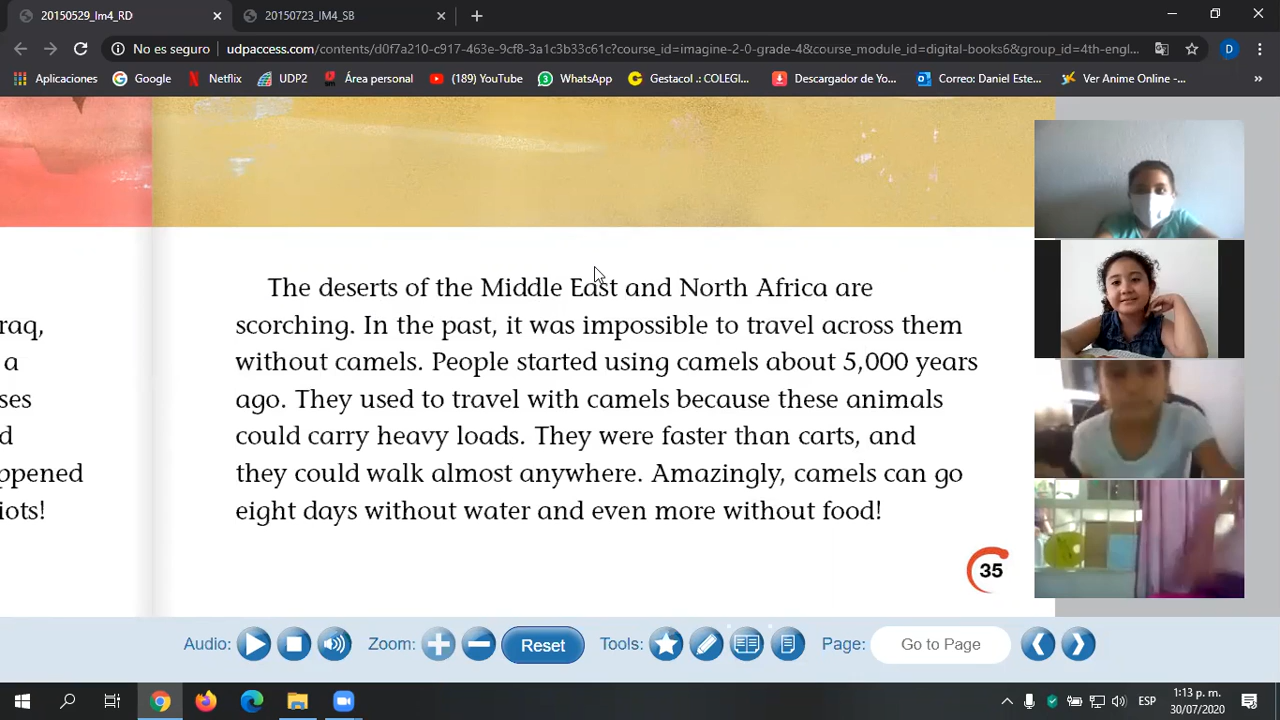 20150529_Im4_RD
20150723_IM4_SB
No es seguro
udpaccess.com/contents/d0f7a210-c917-463e-9cf8-3a1c3b33c61c?course_id=imagine-2-0-grade-4&course_module_id=digital-books6&group_id=4th-engl...
D
Aplicaciones
Google
Netflix
UDP2
Área personal
(189) YouTube
3
WhatsApp
Gestacol .: COLEGI...
Descargador de Yo...
Correo: Daniel Este...
Ver Anime Online -...
»
raq,
a
ses
d
ppened
iots!
The deserts of the Middle East and North Africa are
scorching. In the past, it was impossible to travel across them
without camels. People started using camels about 5,000 years
ago. They used to travel with camels because these animals
could carry heavy loads. They were faster than carts, and
they could walk almost anywhere. Amazingly, camels can go
eight days without water and even more without food!
35
Audio:
Zoom:
Reset
Tools:
Page:
Go to Page
ESP
1:13 p. m.
30/07/2020